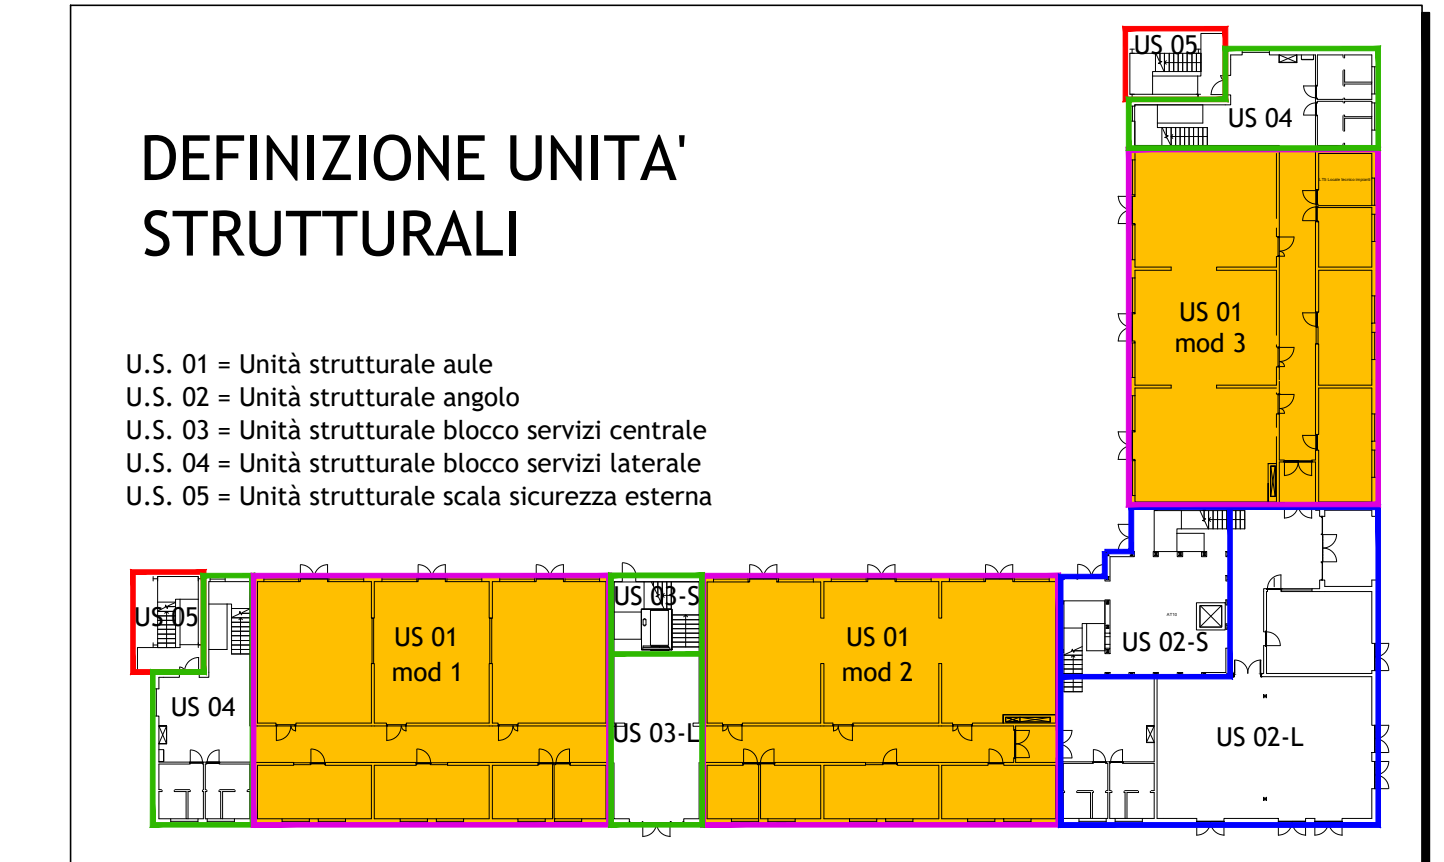 DEFINIZIONE UNITA'
STRUTTURALI
U.S. 01 = Unità strutturale aule
U.S. 02 = Unità strutturale angolo
U.S. 03 = Unità strutturale blocco servizi centrale
U.S. 04 = Unità strutturale blocco servizi laterale
U.S. 05 = Unità strutturale scala sicurezza esterna
US 05
US 04
US 01
mod 3
US 05
US 04
US 01
mod 1
US 03-S
US 03-L
US 01
mod 2
US 02-S
US 02-L